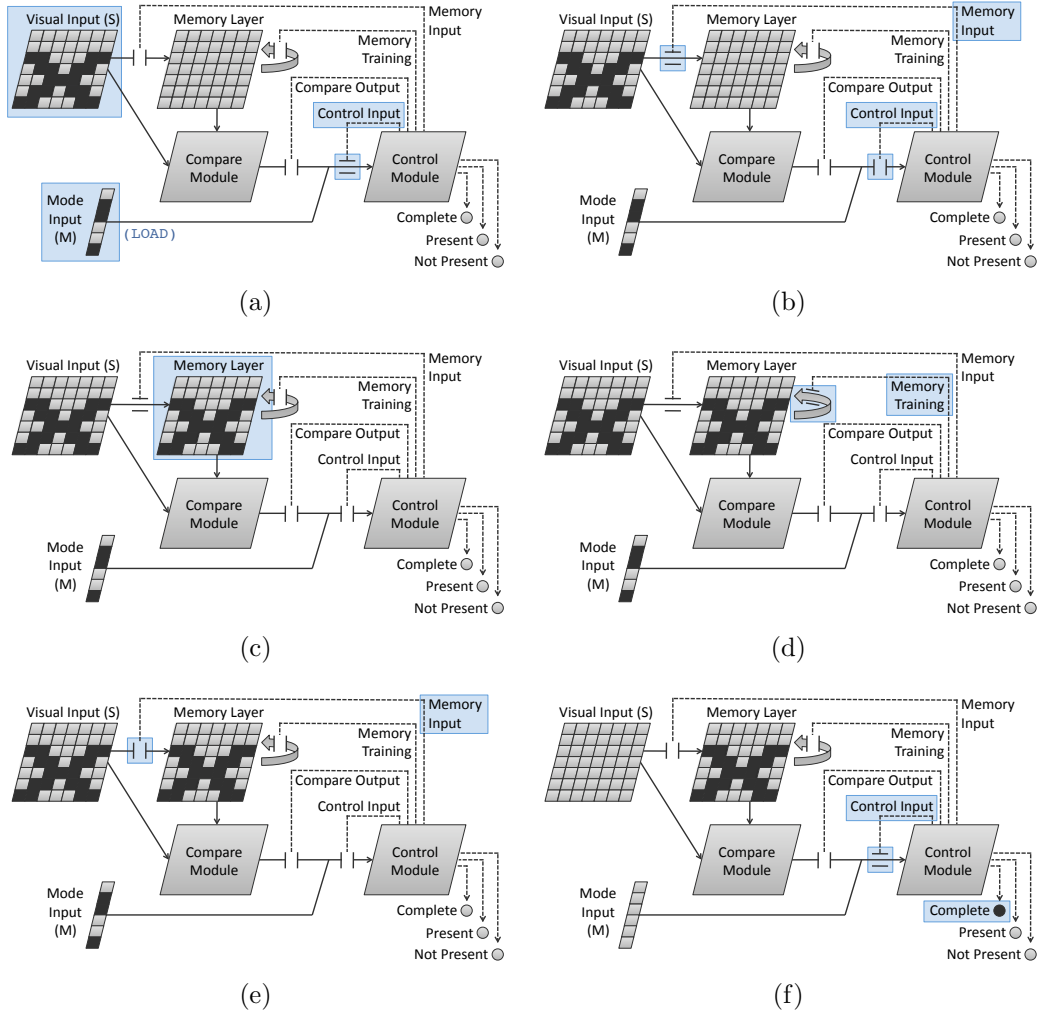 Visual Input (S)
Memory Layer
Memory
Input
Memory
Training
Compare Output
Control Input
Compare
Module
Control
Module
Mode
Input
(M)
(LOAD)
Complete
Present
Not Present
(a)
Visual Input (S)
Memory Layer
Memory
Input
Memory
Training
Compare Output
Control Input
Compare
Module
Control
Module
Mode
Input
(M)
Complete
Present
Not Present
(b)
Visual Input (S)
Memory Layer
Memory
Input
Memory
Training
Compare Output
Control Input
Compare
Module
Control
Module
Mode
Input
(M)
Complete
Present
Not Present
(c)
Visual Input (S)
Memory Layer
Memory
Input
Memory
Training
Compare Output
Control Input
Compare
Module
Control
Module
Mode
Input
(M)
Complete
Present
Not Present
(d)
Visual Input (S)
Memory Layer
Memory
Input
Memory
Training
Compare Output
Control Input
Compare
Module
Control
Module
Mode
Input
(M)
Complete
Present
Not Present
(e)
Visual Input (S)
Memory Layer
Memory
Input
Memory
Training
Compare Output
Control Input
Compare
Module
Control
Module
Mode
Input
(M)
Complete
Present
Not Present
(f)